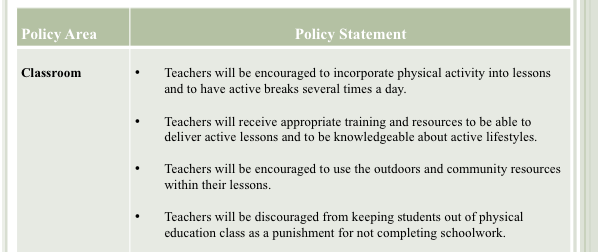 Policy Area Policy Statement
Classroom • Teachers will be encouraged to incorporate physical activity into lessons
and to have active breaks several times a day.
• Teachers will receive appropriate training and resources to be able to
deliver active lessons and to be knowledgeable about active lifestyles.
• Teachers will be encouraged to use the outdoors and community resources
within their lessons.
• Teachers will be discouraged from keeping students out of physical
education class as a punishment for not completing schoolwork.